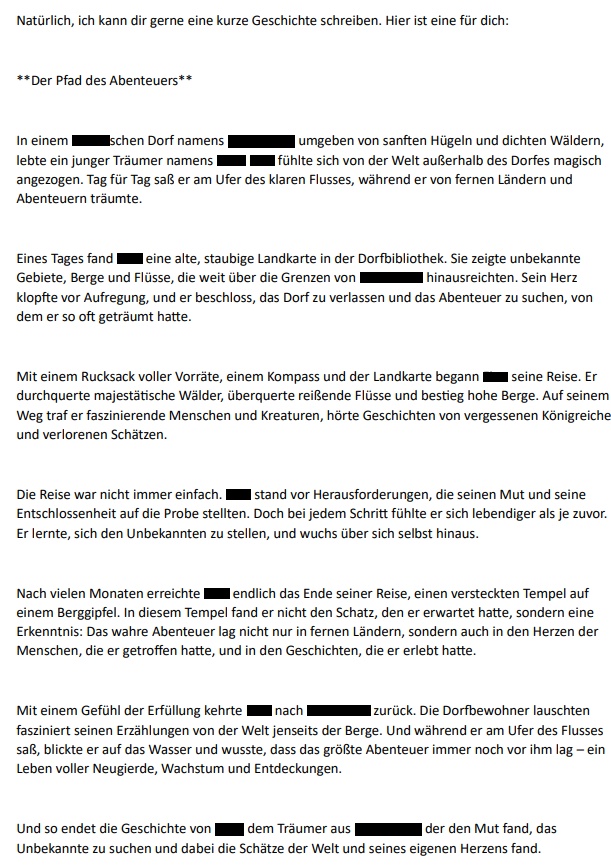 Natürlich, ich kann dir gerne eine kurze Geschichte schreiben. Hier ist eine für dich:
**Der Pfad des Abenteuers**
In einem schen Dorf namens umgeben von sanften Hügeln und dichten Wäldern,
lebte ein junger Träumer namens fühlte sich von der Welt außerhalb des Dorfes magisch
angezogen. Tag für Tag saß er am Ufer des klaren Flusses, während er von fernen Ländern und
Abenteuern träumte.
Eines Tages fand eine alte, staubige Landkarte in der Dorfbibliothek. Sie zeigte unbekannte
Gebiete, Berge und Flüsse, die weit über die Grenzen von hinausreichten. Sein Herz
klopfte vor Aufregung, und er beschloss, das Dorf zu verlassen und das Abenteuer zu suchen, von
dem er so oft geträumt hatte.
Mit einem Rucksack voller Vorräte, einem Kompass und der Landkarte begann seine Reise. Er
durchquerte majestätische Wälder, überquerte reißende Flüsse und bestieg hohe Berge. Auf seinem
Weg traf er faszinierende Menschen und Kreaturen, hörte Geschichten von vergessenen Königreiche
und verlorenen Schätzen.
Die Reise war nicht immer einfach. stand vor Herausforderungen, die seinen Mut und seine
Entschlossenheit auf die Probe stellten. Doch bei jedem Schritt fühlte er sich lebendiger als je zuvor.
Er lernte, sich den Unbekannten zu stellen, und wuchs über sich selbst hinaus.
Nach vielen Monaten erreichte endlich das Ende seiner Reise, einen versteckten Tempel auf
einem Berggipfel. In diesem Tempel fand er nicht den Schatz, den er erwartet hatte, sondern eine
Erkenntnis: Das wahre Abenteuer lag nicht nur in fernen Ländern, sondern auch in den Herzen der
Menschen, die er getroffen hatte, und in den Geschichten, die er erlebt hatte.
Mit einem Gefühl der Erfüllung kehrte nach zurück. Die Dorfbewohner lauschten
fasziniert seinen Erzählungen von der Welt jenseits der Berge. Und während er am Ufer des Flusses
saß, blickte er auf das Wasser und wusste, dass das größte Abenteuer immer noch vor ihm lag – ein
Leben voller Neugierde, Wachstum und Entdeckungen.
Und so endet die Geschichte von dem Träumer aus der den Mut fand, das
Unbekannte zu suchen und dabei die Schätze der Welt und seines eigenen Herzens fand.